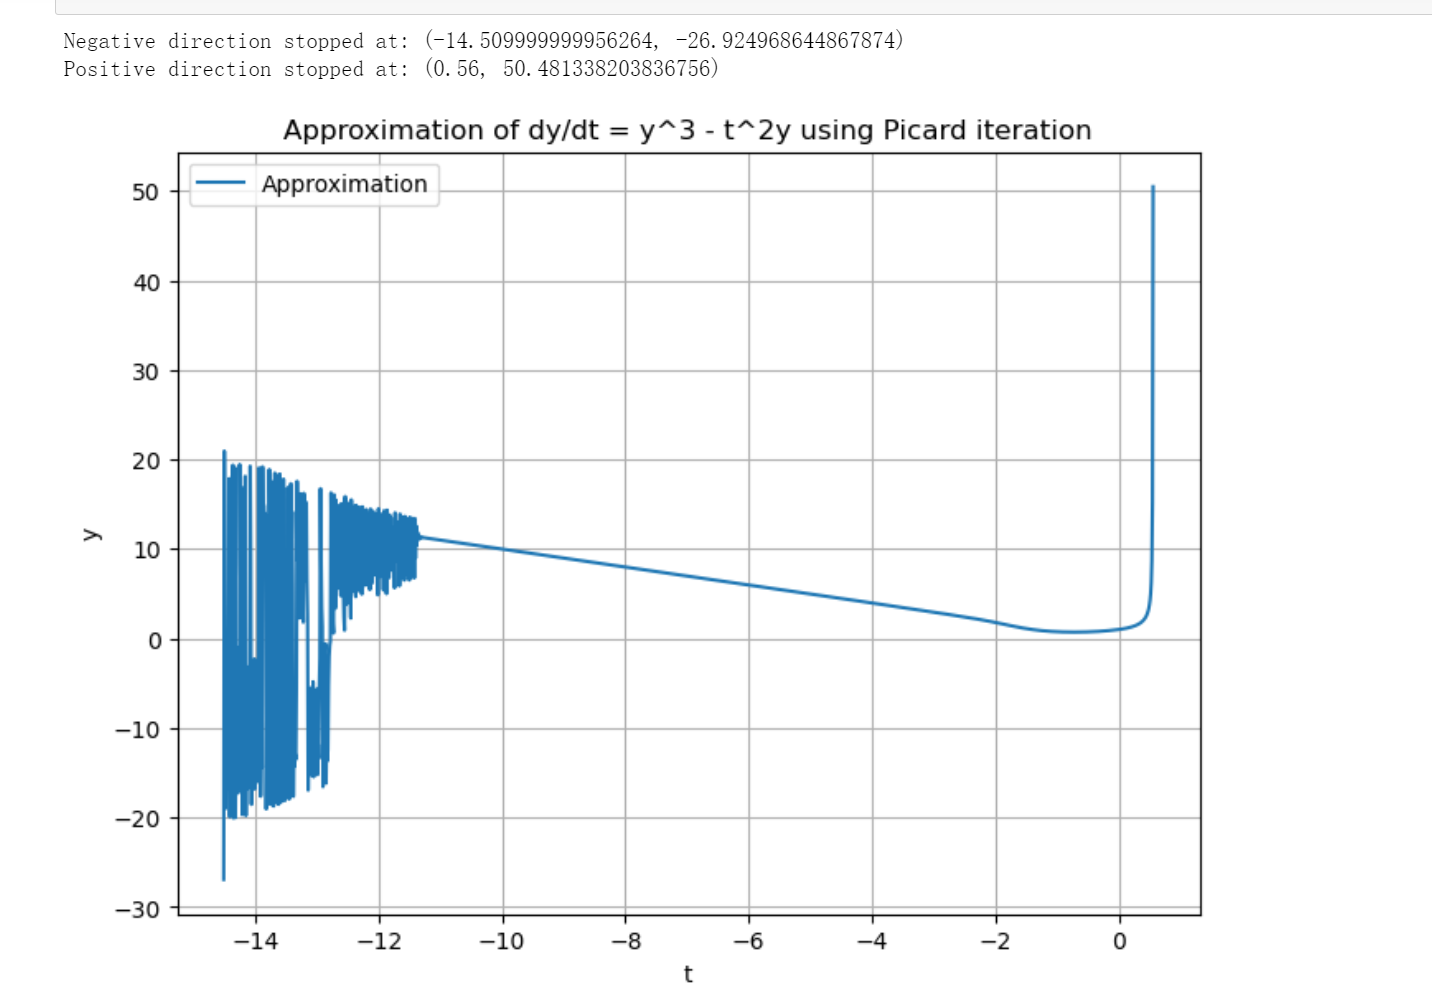 Negative direction stopped at: (-14.509999999956264, -26.924968644867874)
Positive direction stopped at: (0.56, 50.481338203836756)
Approximation of dy/dt = y^3 - t^2y using Picard iteration
Approximation
50
40
30
20
10
0
−10
−20
−30
y
−14 −12 −10 −8 −6 −4 −2 0
t